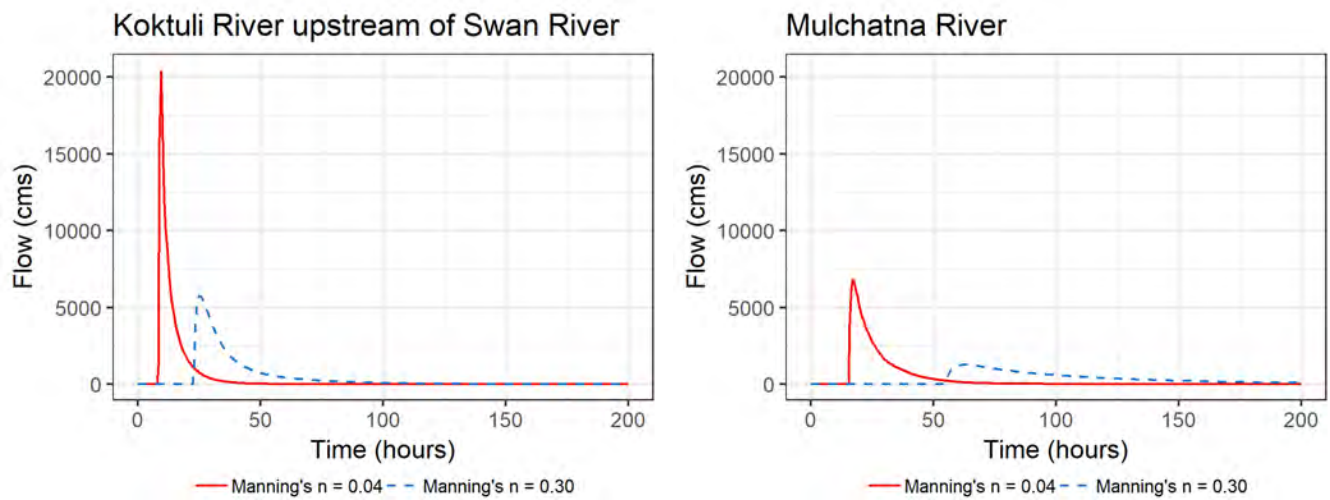 Koktuli River upstream of Swan River
Flow (cms)
20000
15000
10000
5000
0
0 50 100 150 200
Time (hours)
Manning's n = 0.04 Manning's n = 0.30
Mulchatna River
Flow (cms)
20000
15000
10000
5000
0
0 50 100 150 200
Time (hours)
Manning's n = 0.04 Manning's n = 0.30